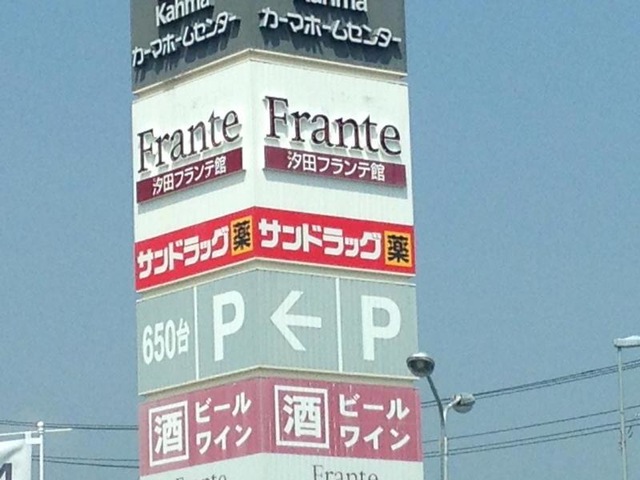 Kahma
カーマホームセンター
Kahma
カーマホームセンター
Frante
汐田フランテ館
Frante
汐田フランテ館
サンドラッグ 薬
サンドラッグ 薬
650台 P
← P
酒 ビール
ワイン
酒 ビール
ワイン
Frante
Frante